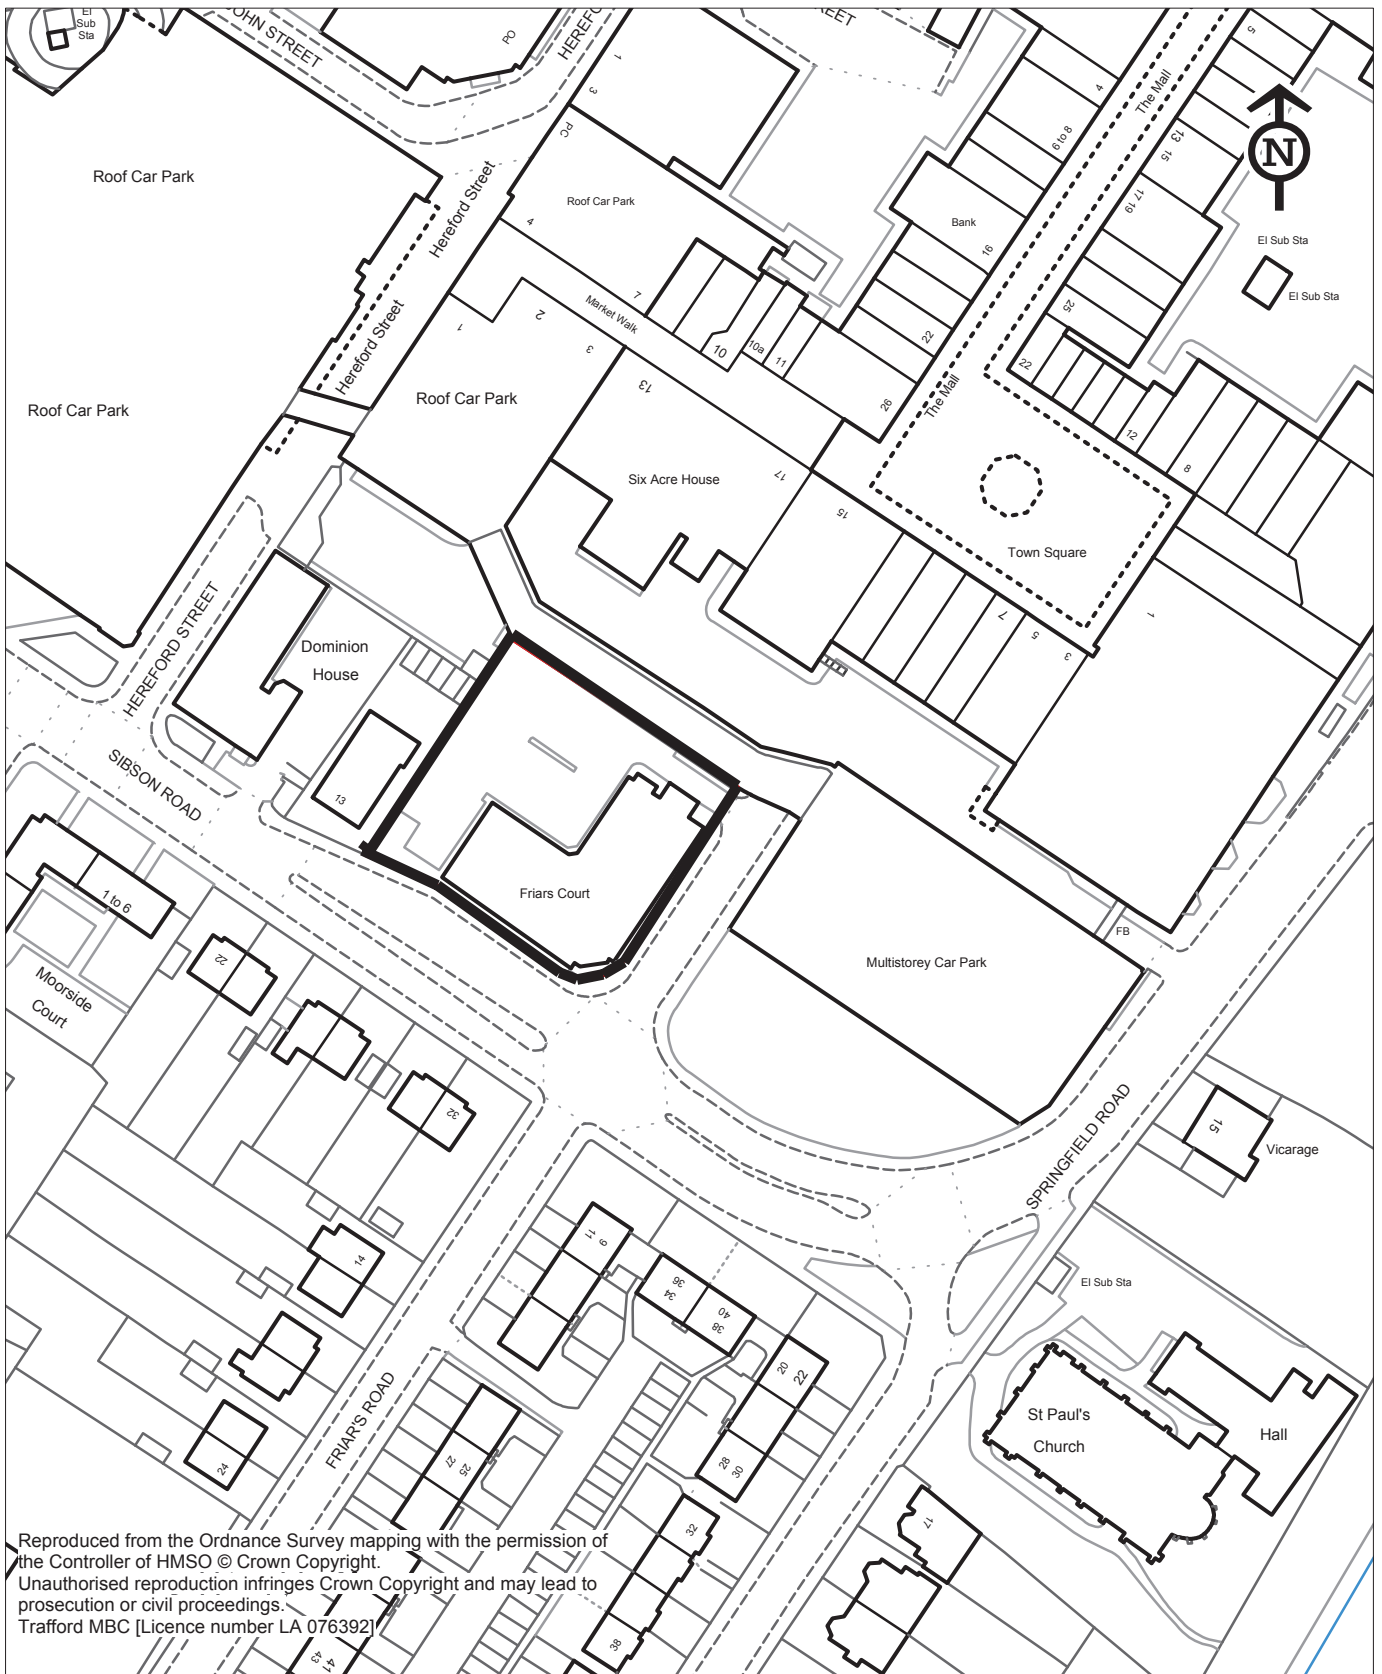 El
Sub
Sta
JOHN STREET
PO
HEREFO
STREET
1
3
PC
4
6 to 8
The Mall
5
13
15
17 19
N
Roof Car Park
Hereford Street
Roof Car Park
4
Bank
16
El Sub Sta
El Sub Sta
25
7
Market Walk
Hereford Street
1
2
3
10
10a
11
22
22
Roof Car Park
Roof Car Park
13
26
The Mall
12
8
Six Acre House
17
15
Town Square
HEREFORD STREET
Dominion
House
7
5
3
1
SIBSON ROAD
13
Friars Court
1 to 6
FB
Multistorey Car Park
22
Moorside
Court
32
SPRINGFIELD ROAD
15
Vicarage
14
11
9
36
34
40
38
El Sub Sta
20
22
FRIAR'S ROAD
St Paul's
Church
Hall
24
27
25
28
30
17
32
38
43
41
Reproduced from the Ordnance Survey mapping with the permission of
the Controller of HMSO © Crown Copyright.
Unauthorised reproduction infringes Crown Copyright and may lead to
prosecution or civil proceedings.
Trafford MBC [Licence number LA 076392]